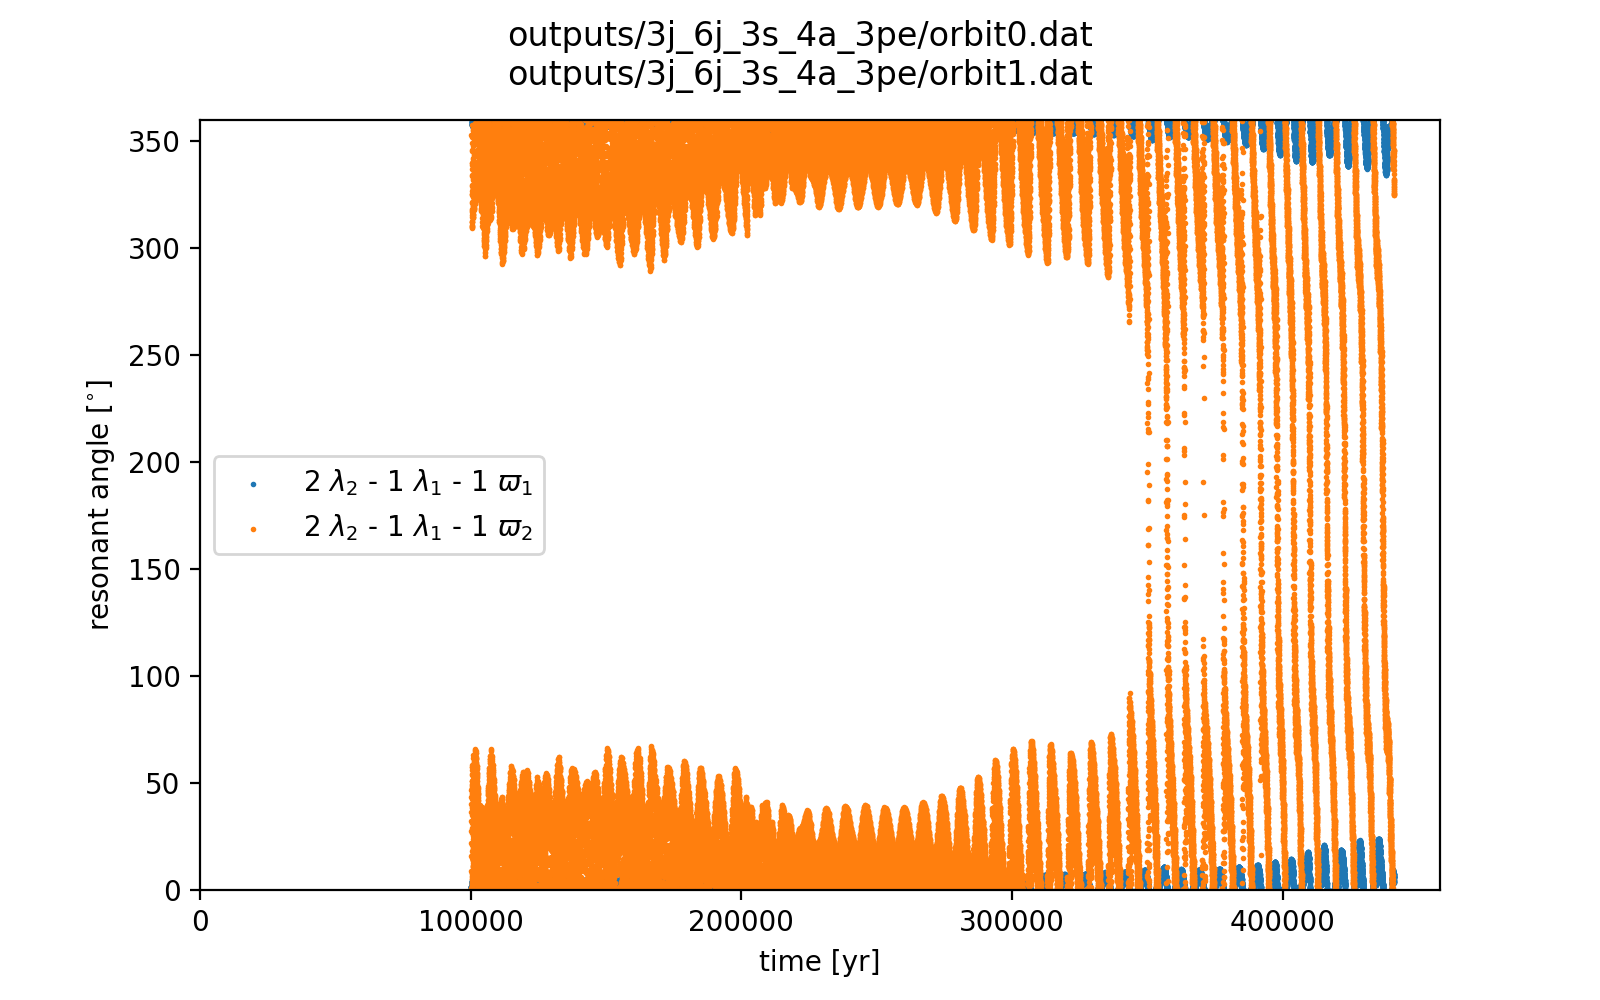 outputs/3j_6j_3s_4a_3pe/orbit0.dat
outputs/3j_6j_3s_4a_3pe/orbit1.dat
350
300
250
200
150
100
50
0
resonant angle [°]
2 λ₂ - 1 λ₁ - 1 ϖ₁
2 λ₂ - 1 λ₁ - 1 ϖ₂
0
100000
200000
300000
400000
time [yr]